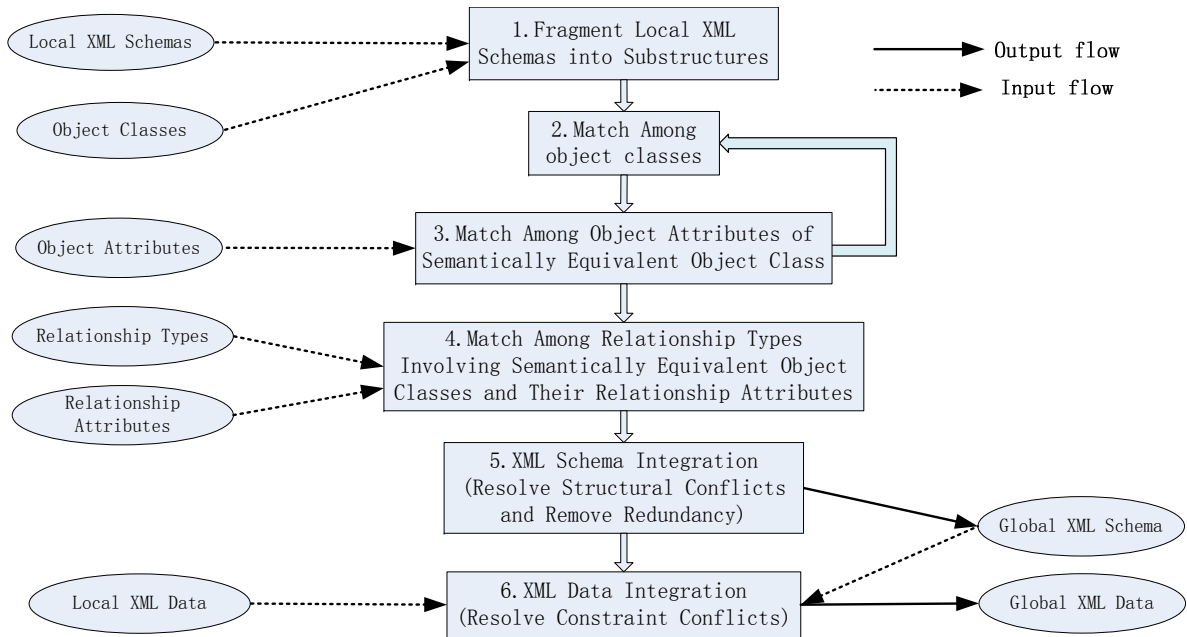 1.Fragment Local XML
Schemas into Substructures
Local XML Schemas
Output flow
Input flow
Object Classes
2.Match Among
object classes
Object Attributes
3.Match Among Object Attributes of
Semantically Equivalent Object Class
Relationship Types
4.Match Among Relationship Types
Involving Semantically Equivalent Object
Classes and Their Relationship Attributes
Relationship
Attributes
5.XML Schema Integration
(Resolve Structural Conflicts
and Remove Redundancy)
Global XML Schema
Local XML Data
6.XML Data Integration
(Resolve Constraint Conflicts)
Global XML Data